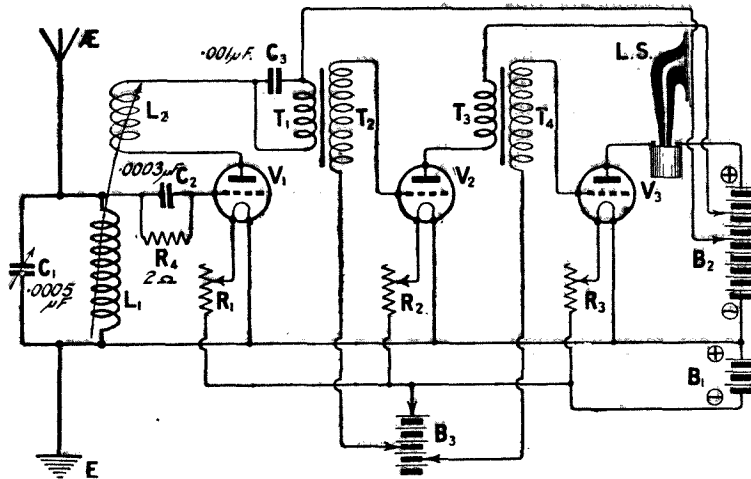 Æ
.001μF.
C3
L.S.
L2
T1
T2
T3
T4
.0003μF
C2
V1
V2
V3
C1
.0005
μF
R4
2Ω
L1
R1
R2
R3
B2
B1
B3
E
+
-
+
-